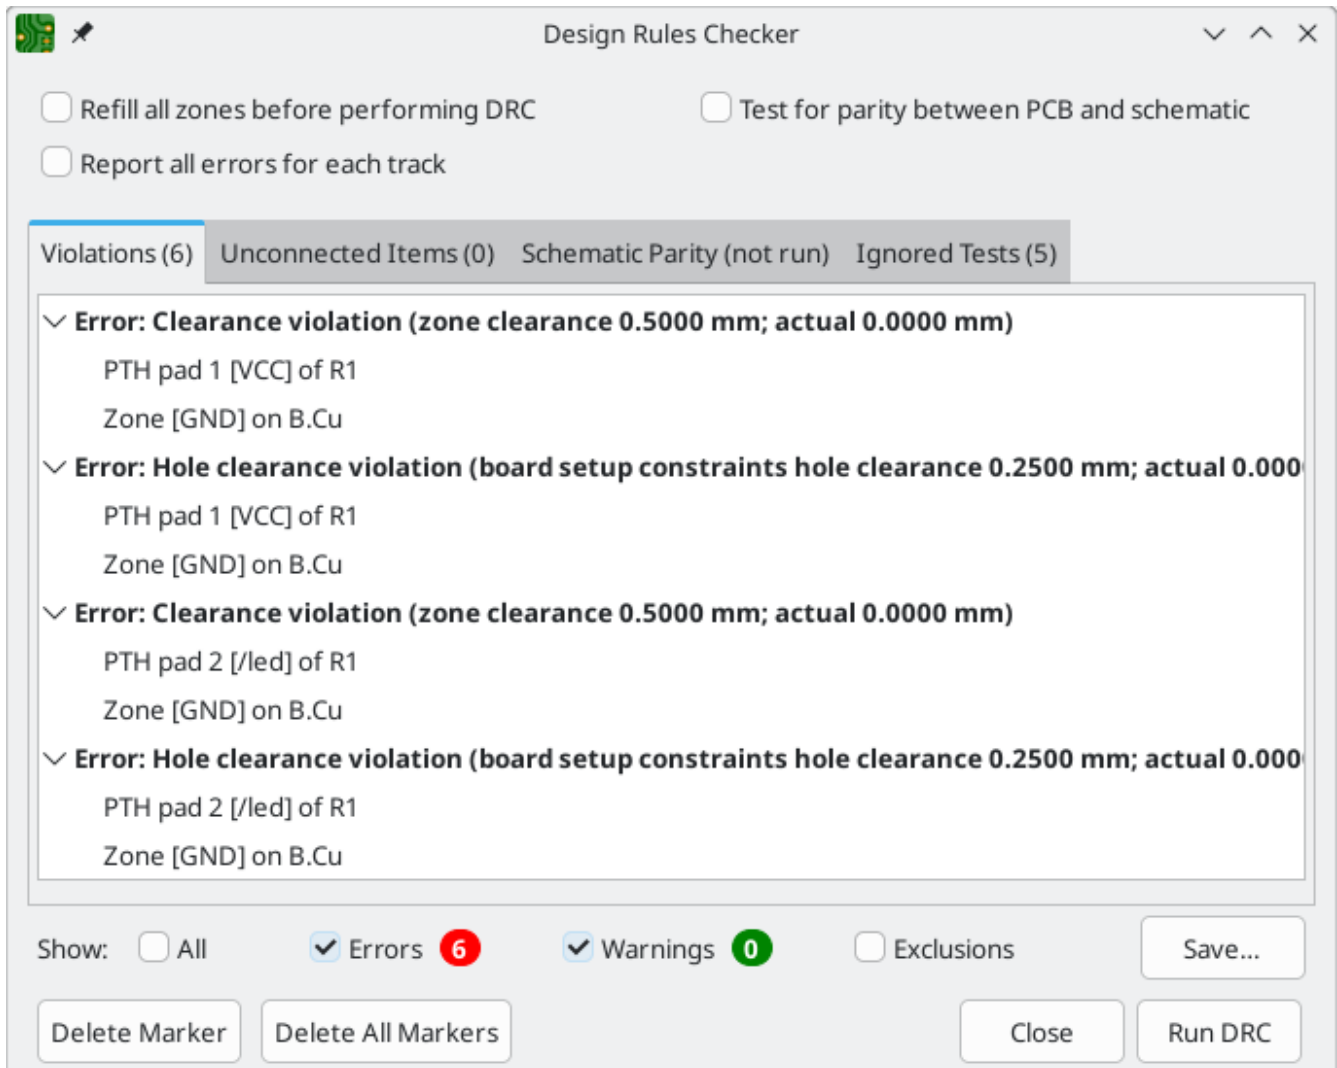 Design Rules Checker
Refill all zones before performing DRC
Test for parity between PCB and schematic
Report all errors for each track
Violations (6) Unconnected Items (0) Schematic Parity (not run) Ignored Tests (5)
Error: Clearance violation (zone clearance 0.5000 mm; actual 0.0000 mm)
PTH pad 1 [VCC] of R1
Zone [GND] on B.Cu
Error: Hole clearance violation (board setup constraints hole clearance 0.2500 mm; actual 0.000
PTH pad 1 [VCC] of R1
Zone [GND] on B.Cu
Error: Clearance violation (zone clearance 0.5000 mm; actual 0.0000 mm)
PTH pad 2 [/led] of R1
Zone [GND] on B.Cu
Error: Hole clearance violation (board setup constraints hole clearance 0.2500 mm; actual 0.000
PTH pad 2 [/led] of R1
Zone [GND] on B.Cu
Show: All Errors 6 Warnings 0 Exclusions Save...
Delete Marker Delete All Markers Close Run DRC